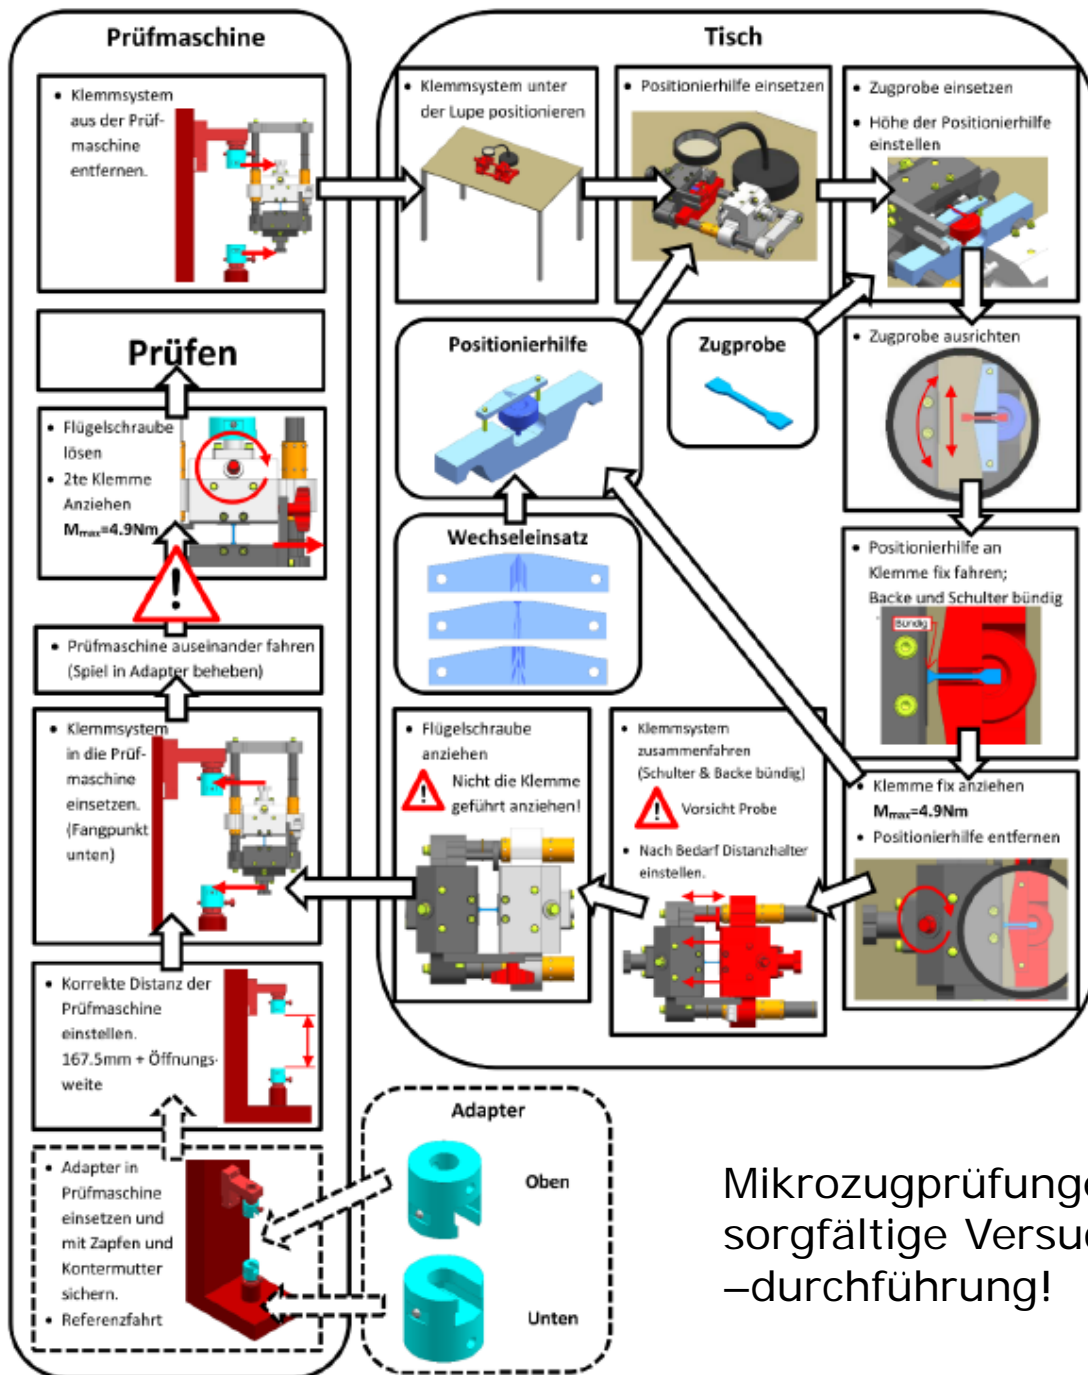 Prüfmaschine
Klemmsystem
aus der Prüf-
maschine
entfernen.
Prüfen
Flügelschraube
lösen
2te Klemme
Anziehen
Mmax=4.9Nm
!
Prüfmaschine auseinander fahren
(Spiel in Adapter beheben)
Klemmsystem
in die Prüf-
maschine
einsetzen.
(Fangpunkt
unten)
Korrekte Distanz der
Prüfmaschine
einstellen.
167.5mm + Öffnungs-
weite
Adapter in
Prüfmaschine
einsetzen und
mit Zapfen und
Kontermutter
sichern.
Referenzfahrt
Tisch
Klemmsystem unter
der Lupe positionieren
Positionierhilfe einsetzen
Zugprobe einsetzen
Höhe der Positionierhilfe
einstellen
Positionierhilfe
Zugprobe
Zugprobe ausrichten
Wechseleinsatz
Positionierhilfe an
Klemme fix fahren;
Backe und Schulter bündig
Bündig
Flügelschraube
anziehen
! Nicht die Klemme
geführt anziehen!
Klemmsystem
zusammenfahren
(Schulter & Backe bündig)
! Vorsicht Probe
Nach Bedarf Distanzhalter
einstellen.
Klemme fix anziehen
Mmax=4.9Nm
Positionierhilfe entfernen
Adapter
Oben
Unten
Mikrozugprüfung
sorgfältige Versu
–durchführung!